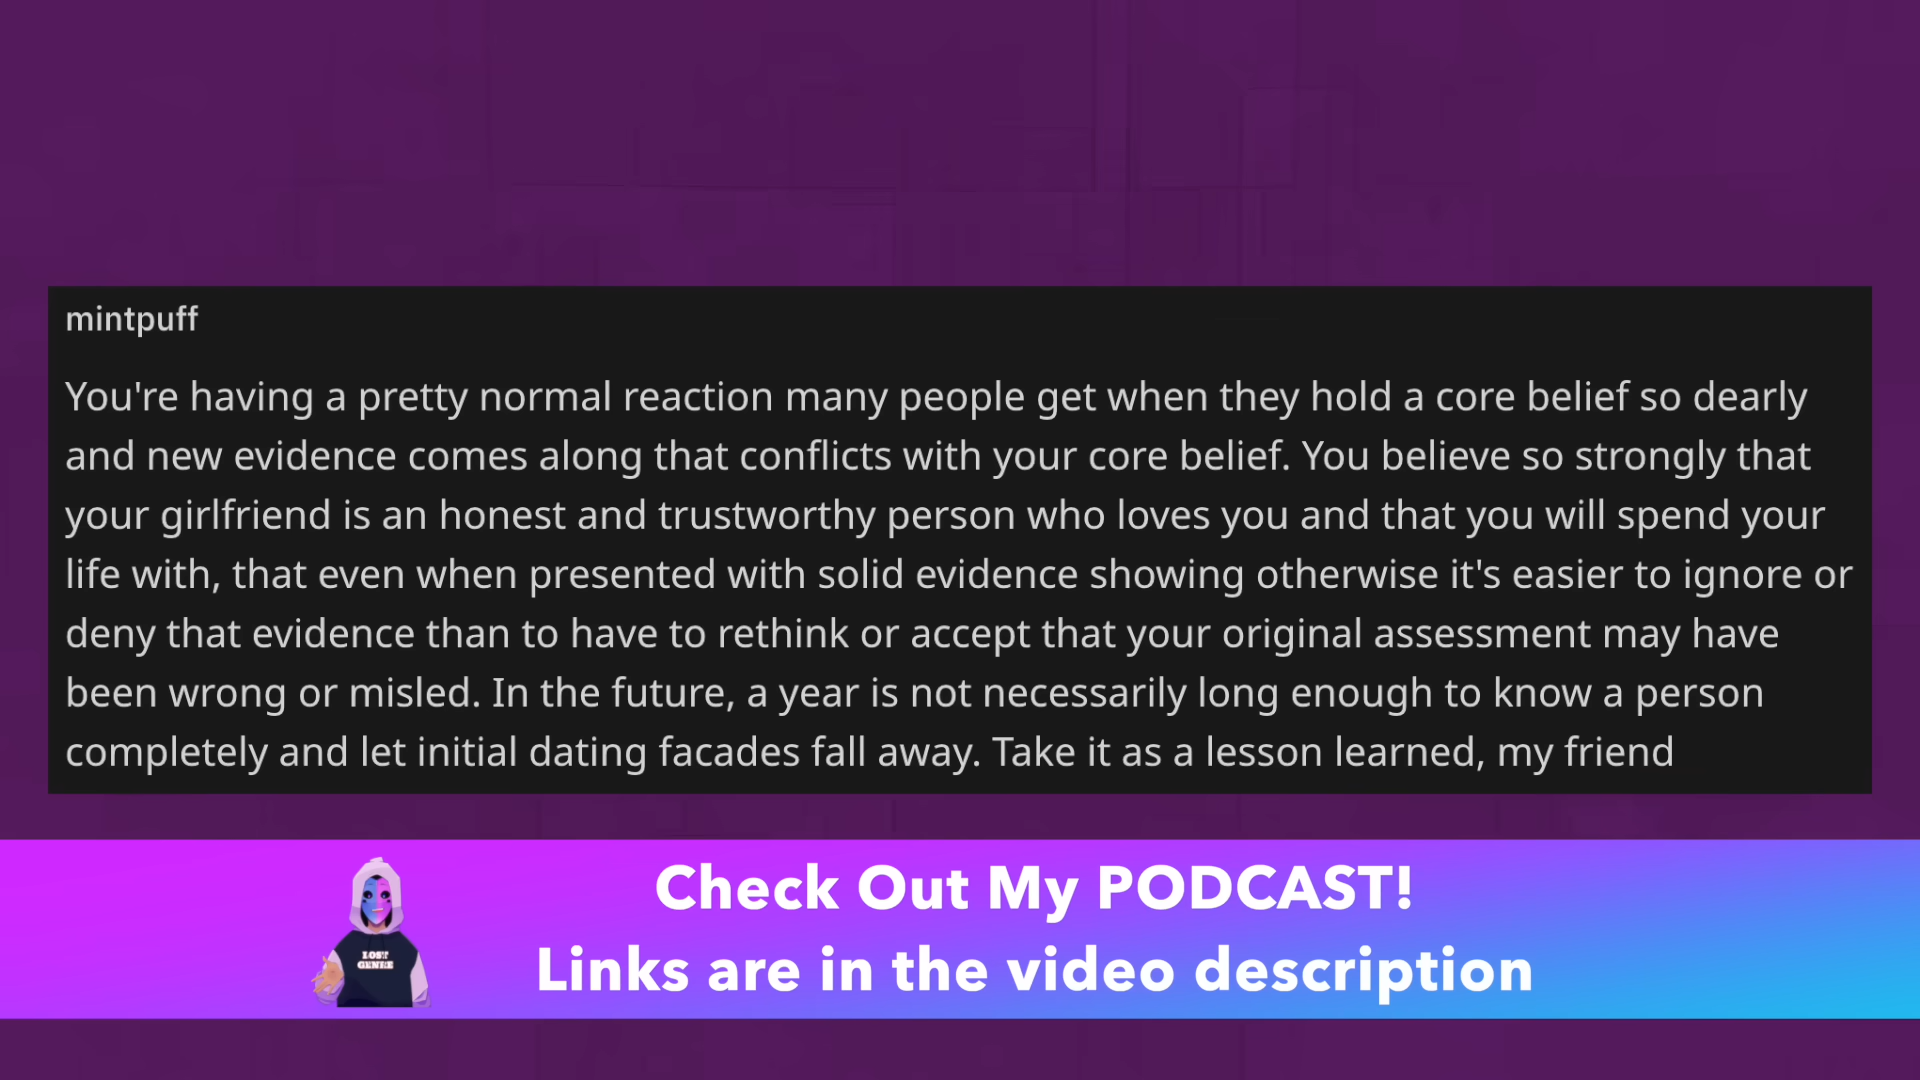 mintpuff
You're having a pretty normal reaction many people get when they hold a core belief so dearly
and new evidence comes along that conflicts with your core belief. You believe so strongly that
your girlfriend is an honest and trustworthy person who loves you and that you will spend your
life with, that even when presented with solid evidence showing otherwise it's easier to ignore or
deny that evidence than to have to rethink or accept that your original assessment may have
been wrong or misled. In the future, a year is not necessarily long enough to know a person
completely and let initial dating facades fall away. Take it as a lesson learned, my friend
Check Out My PODCAST!
LOST
GENRE
Links are in the video description